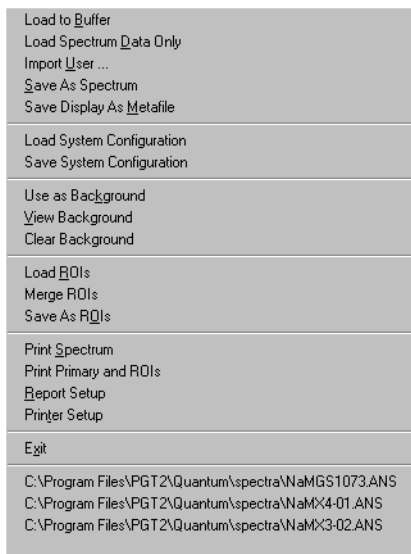 Load to Buffer
Load Spectrum Data Only
Import User ...
Save As Spectrum
Save Display As Metafile
Load System Configuration
Save System Configuration
Use as Background
View Background
Clear Background
Load ROIs
Merge ROIs
Save As ROIs
Print Spectrum
Print Primary and ROIs
Report Setup
Printer Setup
Exit
C:\Program Files\PGT2\Quantum\spectra\NaMGS1073.ANS
C:\Program Files\PGT2\Quantum\spectra\NaMX4-01.ANS
C:\Program Files\PGT2\Quantum\spectra\NaMX3-02.ANS